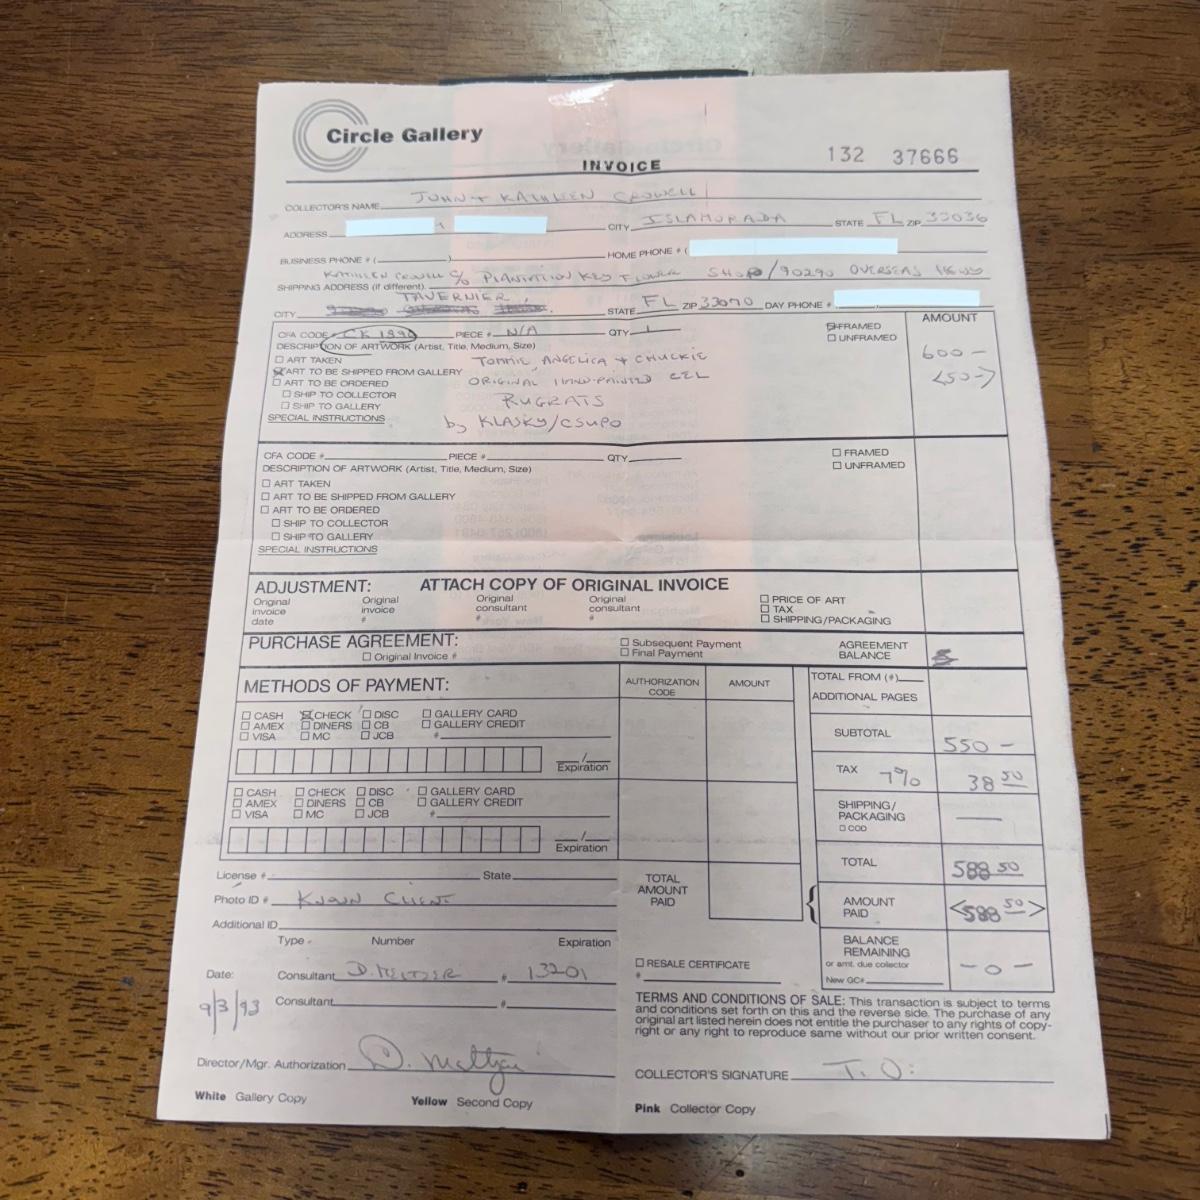 Circle Gallery
INVOICE
132 37666
COLLECTOR'S NAME JOHN + KATHLEEN CROWELL
ADDRESS CITY ISLAMORADA STATE FL ZIP 33036
BUSINESS PHONE # ( ) HOME PHONE # (
KATHLEEN CROWELL c/o PLANTATION KEY FLOWER SHOP/90290 OVERSEAS HGWY
SHIPPING ADDRESS (if different)
CITY TAVERNIER, STATE FL ZIP 33070 DAY PHONE #
AMOUNT
CFA CODE # CK 1890 PIECE # N/A QTY 1 FRAMED
DESCRIPTION OF ARTWORK (Artist, Title, Medium, Size) UNFRAMED
600 —
ART TAKEN TOMMIE ANGELICA + CHUCKIE
ART TO BE SHIPPED FROM GALLERY
<50 ->
ART TO BE ORDERED ORIGINAL HAND-PAINTED CEL
SHIP TO COLLECTOR
SHIP TO GALLERY RUGRATS
SPECIAL INSTRUCTIONS by KLASKY/CSUPO
CFA CODE # PIECE # QTY FRAMED
DESCRIPTION OF ARTWORK (Artist, Title, Medium, Size) UNFRAMED
ART TAKEN
ART TO BE SHIPPED FROM GALLERY
ART TO BE ORDERED
SHIP TO COLLECTOR
SHIP TO GALLERY
SPECIAL INSTRUCTIONS
ADJUSTMENT: ATTACH COPY OF ORIGINAL INVOICE
Original invoice date
Original invoice #
Original consultant #
Original consultant #
PRICE OF ART
TAX
SHIPPING/PACKAGING
PURCHASE AGREEMENT:
Original Invoice #
Subsequent Payment
Final Payment
AGREEMENT BALANCE
METHODS OF PAYMENT:
AUTHORIZATION CODE
AMOUNT
TOTAL FROM (#)
ADDITIONAL PAGES
CASH CHECK DISC GALLERY CARD
AMEX DINERS CB GALLERY CREDIT
VISA MC JCB #
Expiration
CASH CHECK DISC GALLERY CARD
AMEX DINERS CB GALLERY CREDIT
VISA MC JCB #
Expiration
SUBTOTAL 550 —
TAX 7% 38 50
SHIPPING/PACKAGING —
COD
TOTAL 588 50
AMOUNT PAID <588 50>
BALANCE REMAINING - 0 -
or amt. due collector
New GC#
TOTAL AMOUNT PAID
License # State
Photo ID # KNOWN CLIENT
Additional ID
Type Number Expiration
Date: 9/3/93
Consultant D. MELTZER # 13201
Consultant #
RESALE CERTIFICATE
#
TERMS AND CONDITIONS OF SALE: This transaction is subject to terms
and conditions set forth on this and the reverse side. The purchase of any
original art listed herein does not entitle the purchaser to any rights of copy-
right or any right to reproduce same without our prior written consent.
Director/Mgr. Authorization D. Meltzer
COLLECTOR'S SIGNATURE T.O:
White Gallery Copy Yellow Second Copy Pink Collector Copy